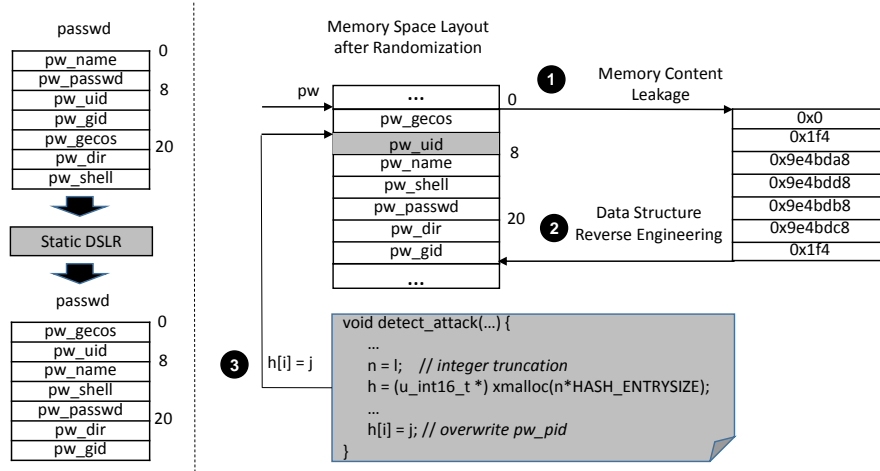 passwd
0
pw_name
pw_passwd
8
pw_uid
pw_gid
pw_gecos
20
pw_dir
pw_shell
Static DSLR
passwd
0
pw_gecos
pw_uid
8
pw_name
pw_shell
pw_passwd
20
pw_dir
pw_gid
Memory Space Layout
after Randomization
pw
...
0
pw_gecos
pw_uid
8
pw_name
pw_shell
pw_passwd
20
pw_dir
pw_gid
...
1
Memory Content
Leakage
0x0
0x1f4
0x9e4bda8
0x9e4bdd8
0x9e4bdb8
0x9e4bdc8
0x1f4
2
Data Structure
Reverse Engineering
3
h[i] = j
void detect_attack(...) {
...
n = l; // integer truncation
h = (u_int16_t *) xmalloc(n*HASH_ENTRYSIZE);
...
h[i] = j; // overwrite pw_pid
}